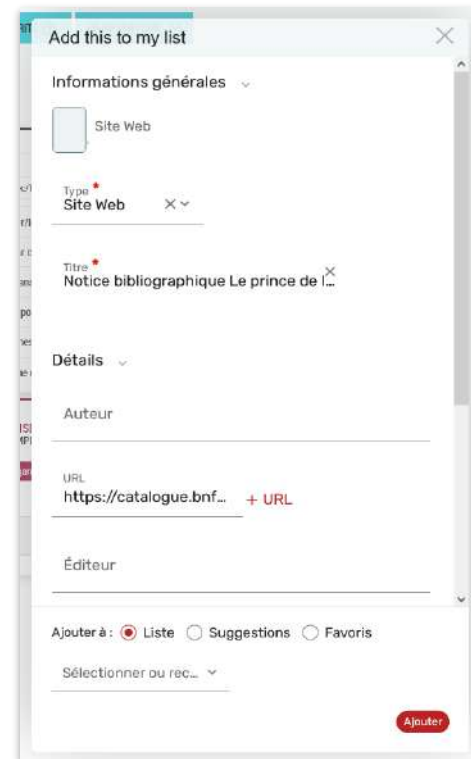 Add this to my list
Informations générales
Site Web
Type *
Site Web
Titre *
Notice bibliographique Le prince de l...
Détails
Auteur
URL
https://catalogue.bnf...
+ URL
Éditeur
Ajouter à : Liste Suggestions Favoris
Sélectionner ou rec...
Ajouter